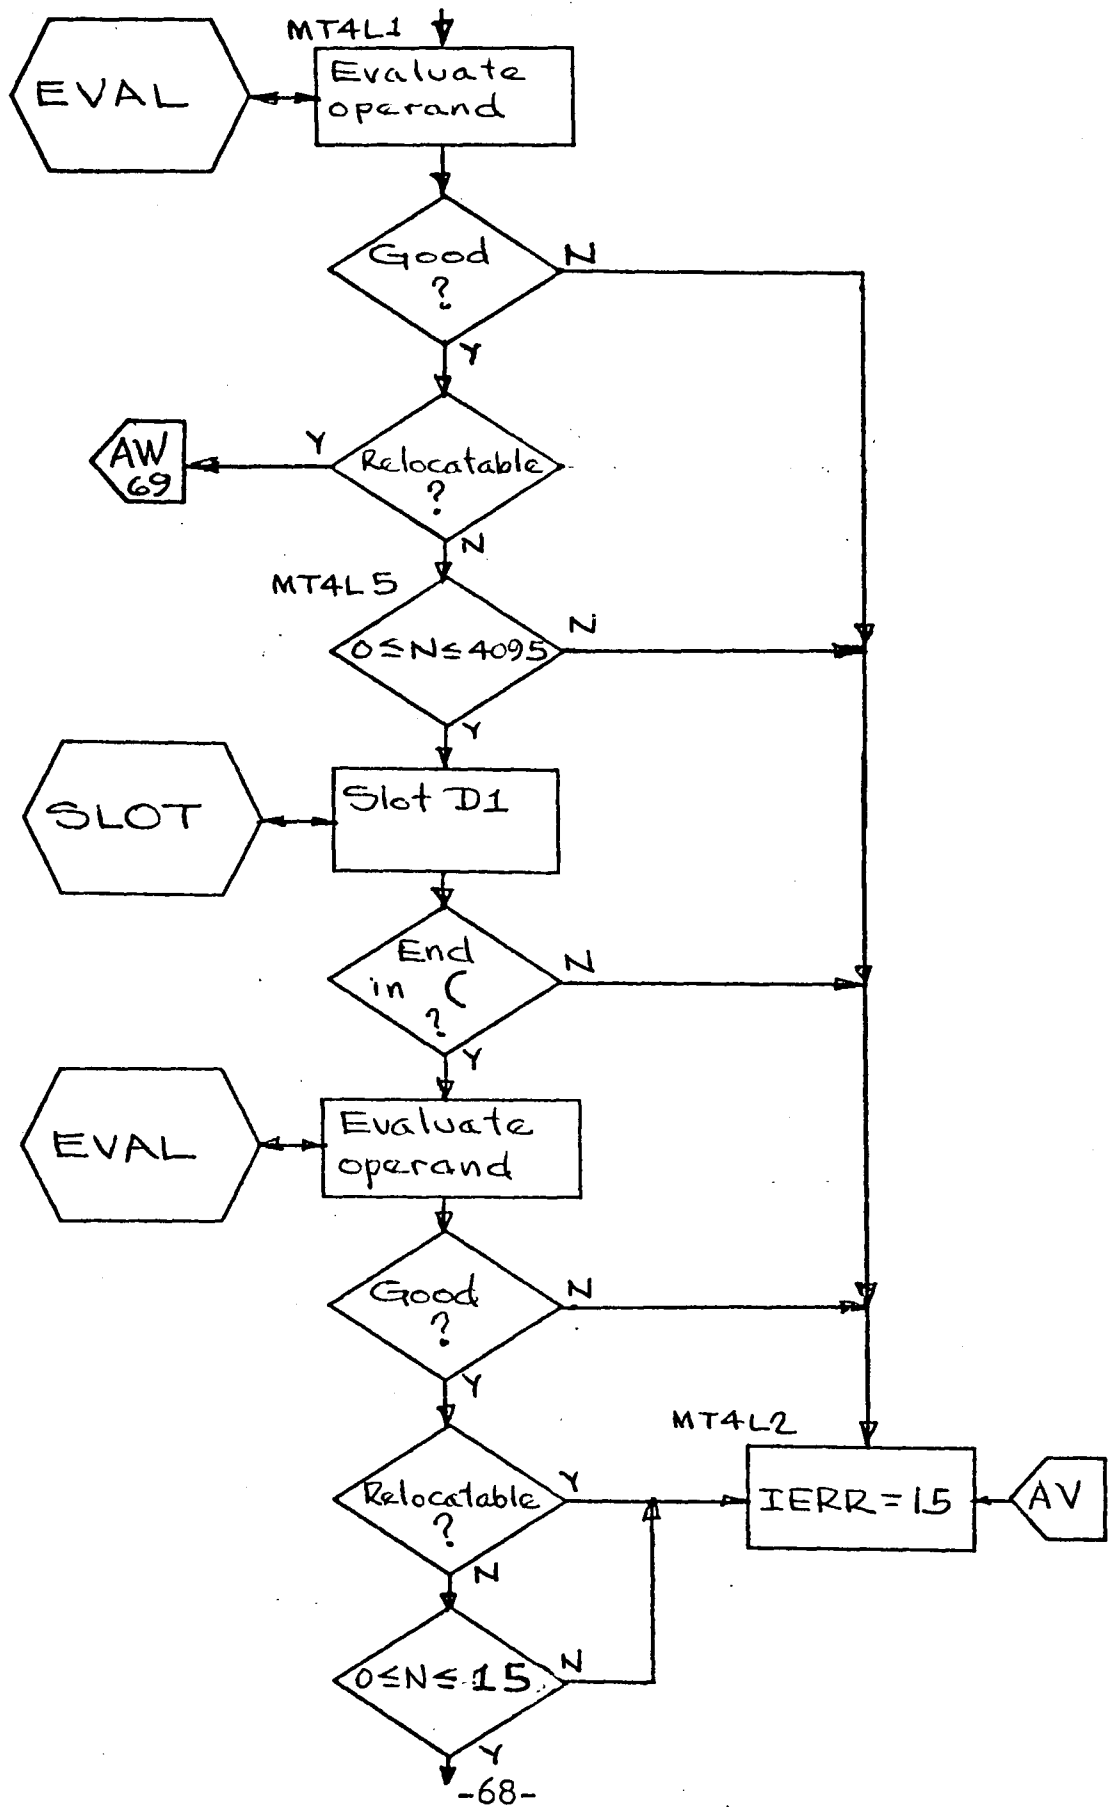 MT4L1
EVAL
Evaluate
operand
Good
?
N
Y
AW
69
Y
Relocatable
?
N
MT4L5
0≤N≤4095
N
Y
SLOT
Slot D1
End
in (
?
N
Y
EVAL
Evaluate
operand
Good
?
N
Y
MT4L2
Relocatable
?
Y
IERR=15
AV
N
0≤N≤15
N
Y
-68-